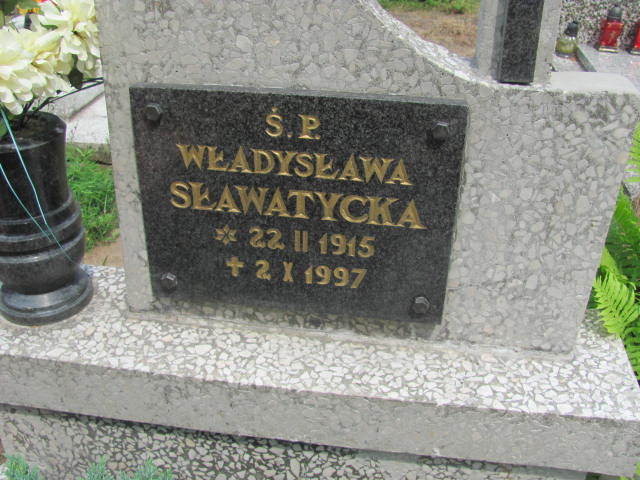 Ś.P.
WŁADYSŁAWA
SŁAWATYCKA
* 22 II 1915
✝ 2 X 1997